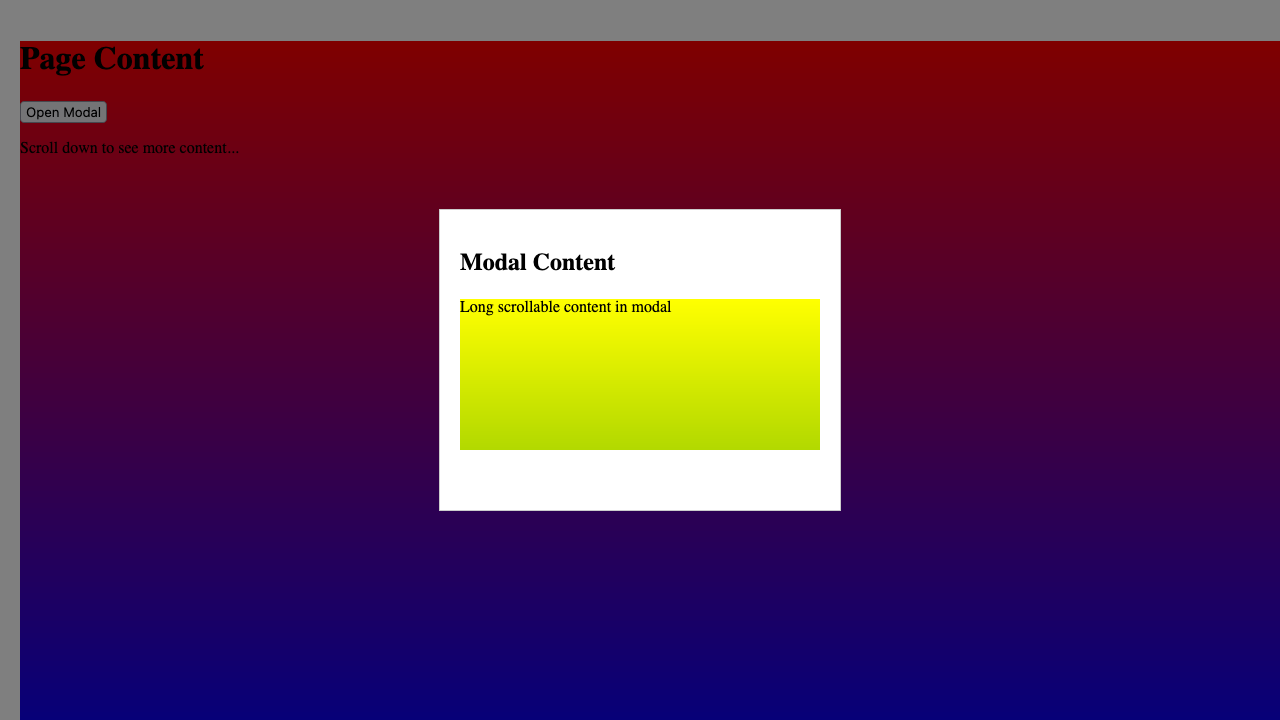 Page Content
Open Modal
Scroll down to see more content...
Modal Content
Long scrollable content in modal